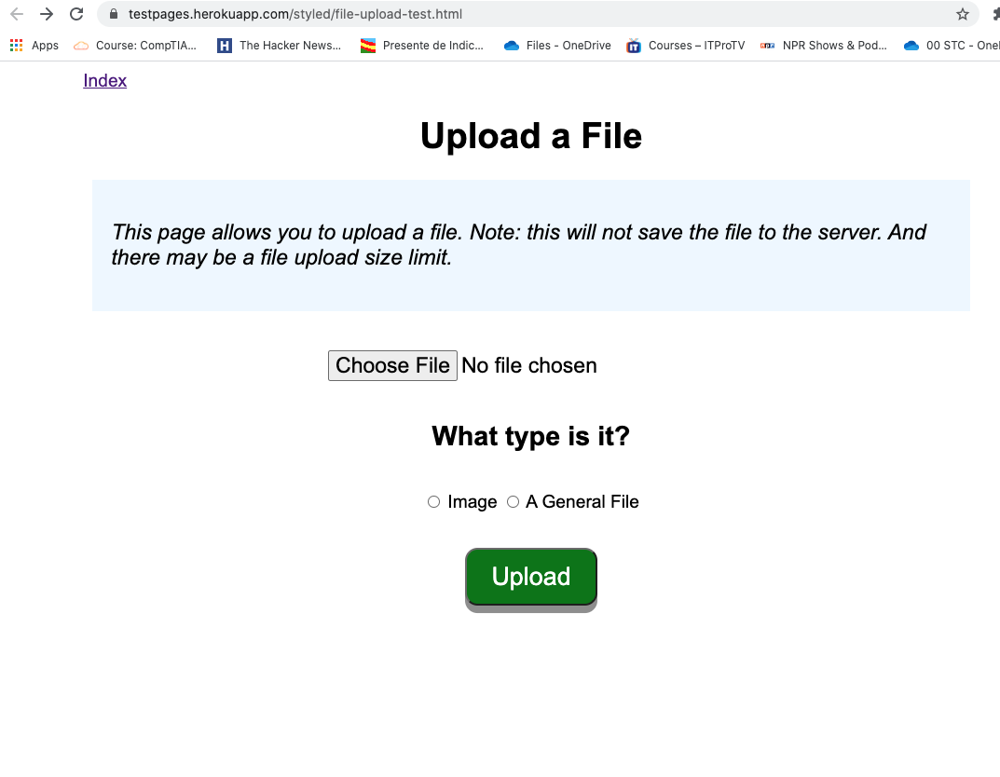 testpages.herokuapp.com/styled/file-upload-test.html
Apps Course: CompTIA... The Hacker News... Presente de Indic... Files - OneDrive Courses – ITProTV NPR Shows & Pod... 00 STC - OneI
Index
Upload a File
This page allows you to upload a file. Note: this will not save the file to the server. And
there may be a file upload size limit.
Choose File No file chosen
What type is it?
Image A General File
Upload